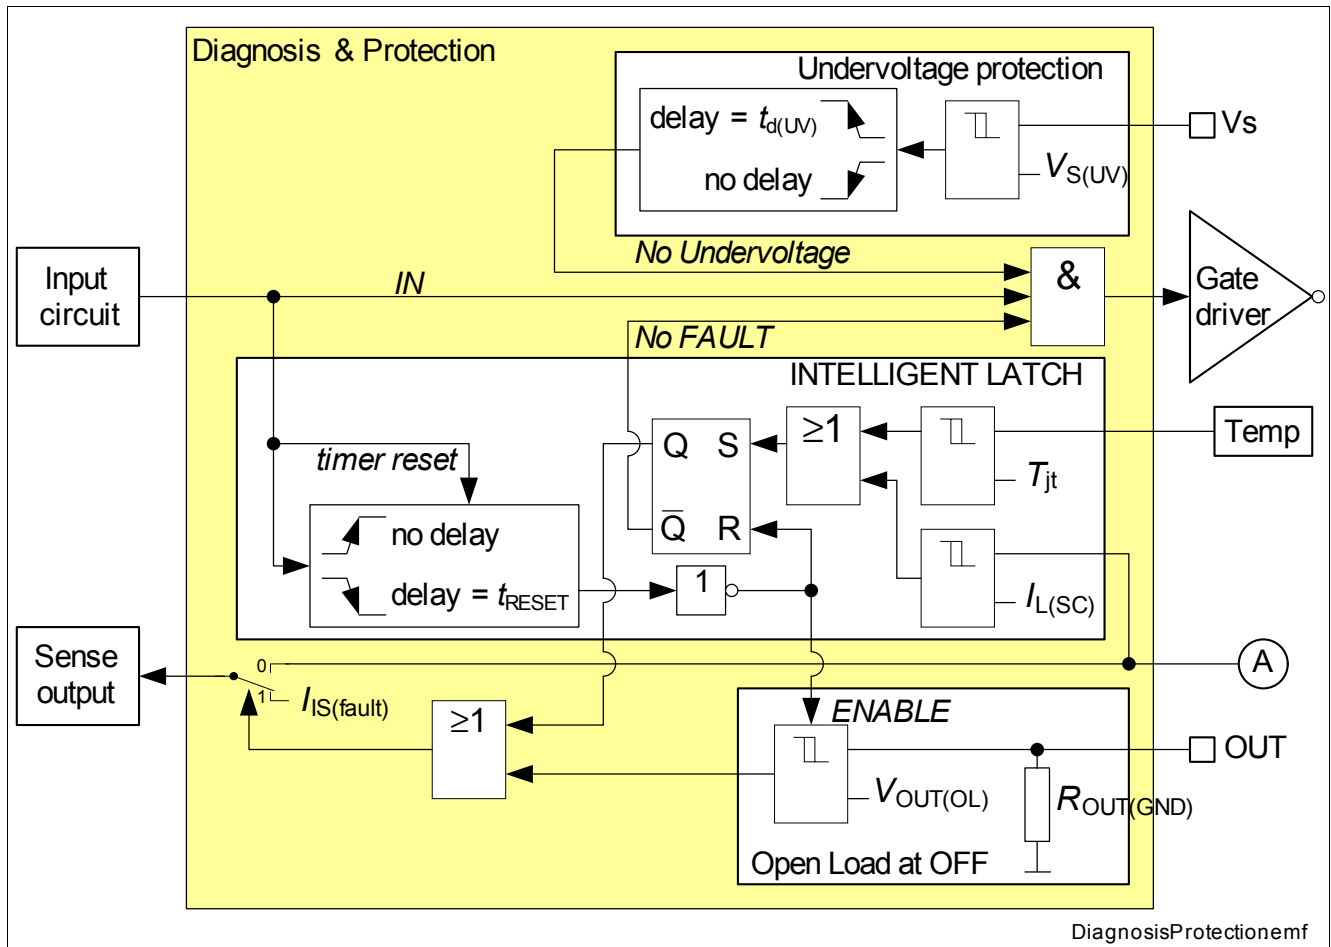 Diagnosis & Protection
Undervoltage protection
delay = td(UV)
no delay
VS(UV)
Vs
No Undervoltage
Input
circuit
IN
&
Gate
driver
No FAULT
INTELLIGENT LATCH
timer reset
Q S
≥1
Temp
Tjt
no delay
Q̅ R
delay = tRESET
1
IL(SC)
Sense
output
0
1
IIS(fault)
A
≥1
ENABLE
OUT
VOUT(OL)
ROUT(GND)
Open Load at OFF
DiagnosisProtectionemf